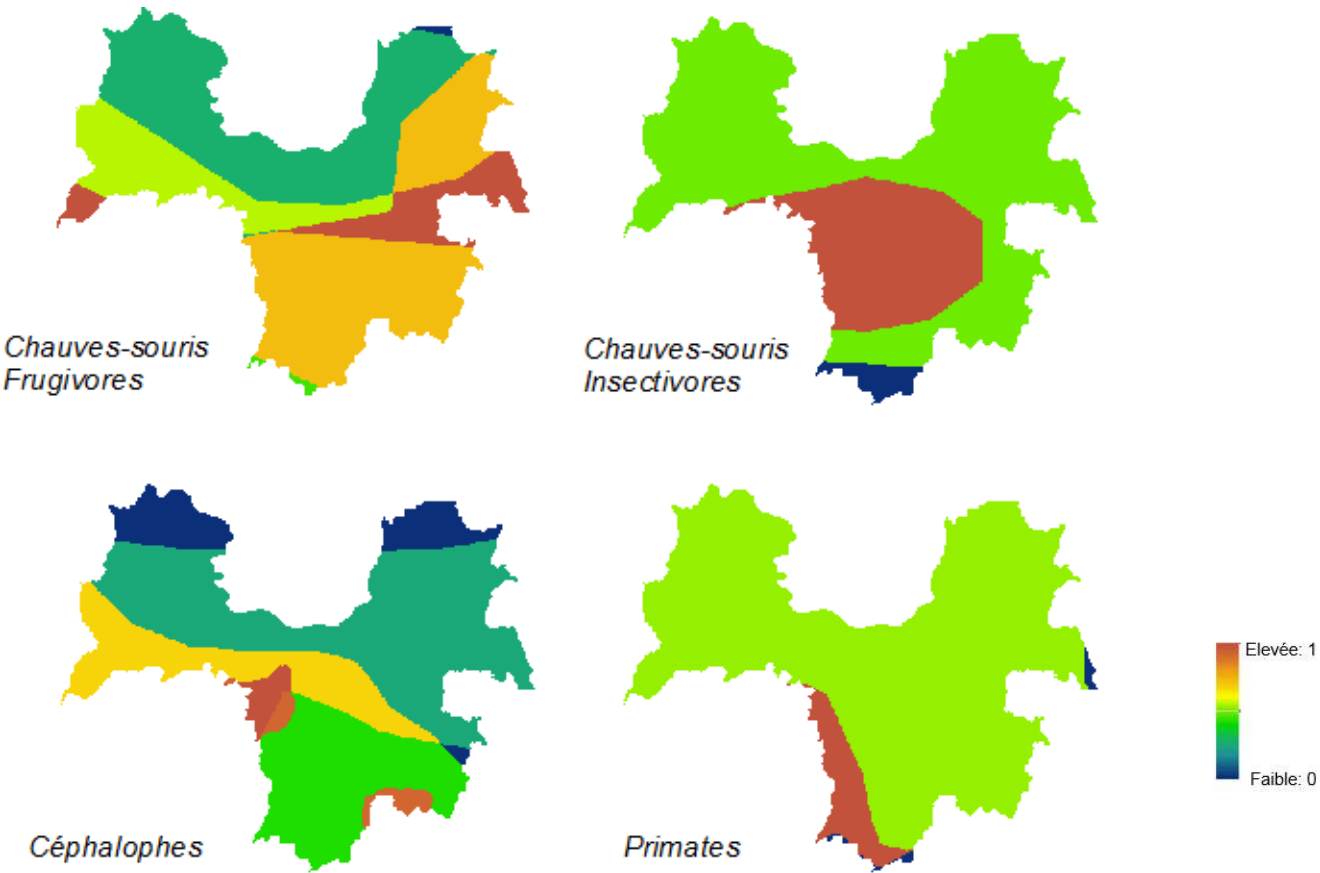 Chauves-souris
Frugivores
Chauves-souris
Insectivores
Céphalophes
Primates
Elevée: 1
Faible: 0